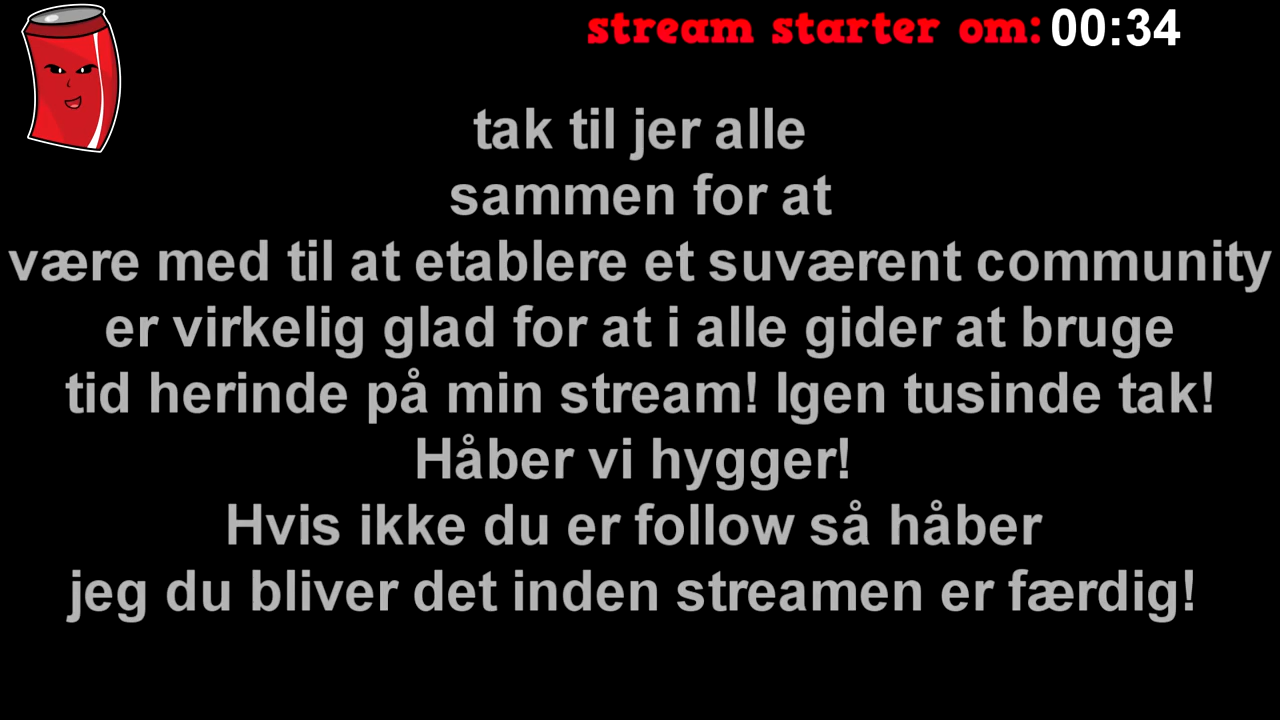 stream starter om: 00:34
tak til jer alle
sammen for at
være med til at etablere et suværent community
er virkelig glad for at i alle gider at bruge
tid herinde på min stream! Igen tusinde tak!
Håber vi hygger!
Hvis ikke du er follow så håber
jeg du bliver det inden streamen er færdig!